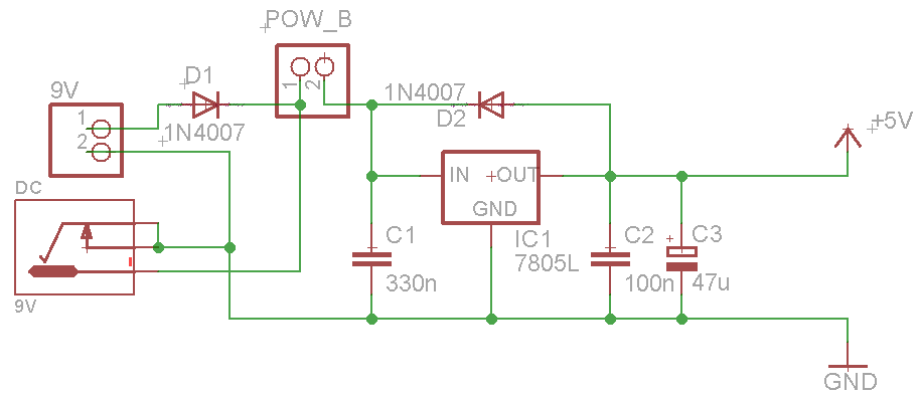 POW_B
1
2
D1
1N4007
9V
1
2
DC
9V
1N4007
D2
+5V
IN
OUT
GND
IC1
7805L
C1
330n
C2
100n
C3
47u
GND